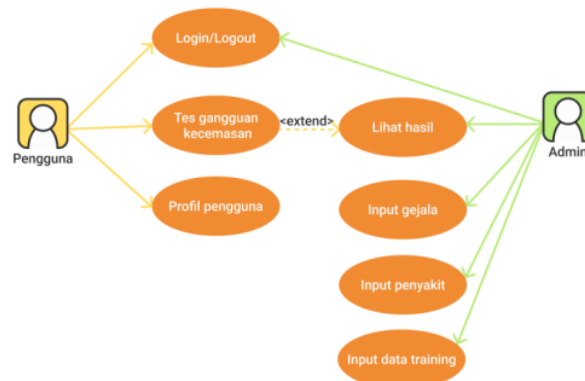 Login/Logout
Tes gangguan
kecemasan
<extend>
Lihat hasil
Pengguna
Admin
Profil pengguna
Input gejala
Input penyakit
Input data training